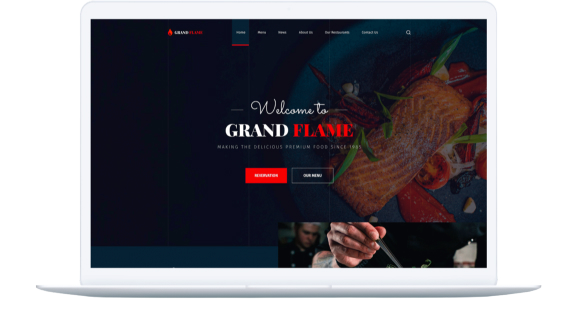 GRAND FLAME
Home Menu News About Us Our Restaurants Contact Us
Welcome to
GRAND FLAME
MAKING THE DELICIOUS PREMIUM FOOD SINCE 1985
RESERVATION OUR MENU